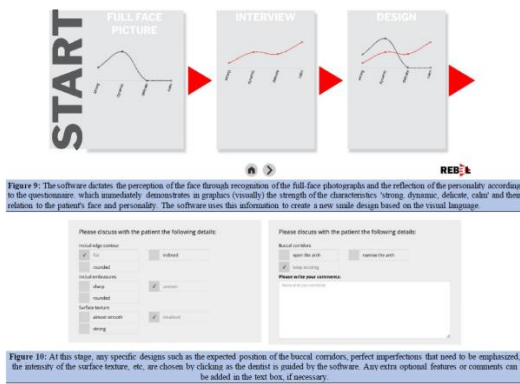 START
FULL FACE
PICTURE
INTERVIEW
DESIGN
strong
dynamic
delicate
calm
strong
dynamic
delicate
calm
strong
dynamic
delicate
calm
REBEL
Figure 9: The software dictates the perception of the face through recognition of the full-face photographs and the reflection of the personality according
to the questionnaire. which immediately demonstrates in graphics (visually) the strength of the characteristics 'strong, dynamic, delicate, calm' and their
relation to the patient's face and personality. The software uses this information to create a new smile design based on the visual language.
Please discuss with the patient the following details:
Incisal edge contour
flat
indined
rounded
Incisal embrasures
sharp
rounded
Surface texture
almost smooth
strong
Please discuss with the patient the following details:
Buccal corridors
open the arch
narrow the arch
keep existing
Please write your comments:
Figure 10: At this stage, any specific designs such as the expected position of the buccal corridors, perfect imperfections that need to be emphasized,
the intensity of the surface texture, etc, are chosen by clicking as the dentist is guided by the software. Any extra optional features or comments can
be added in the text box, if necessary.